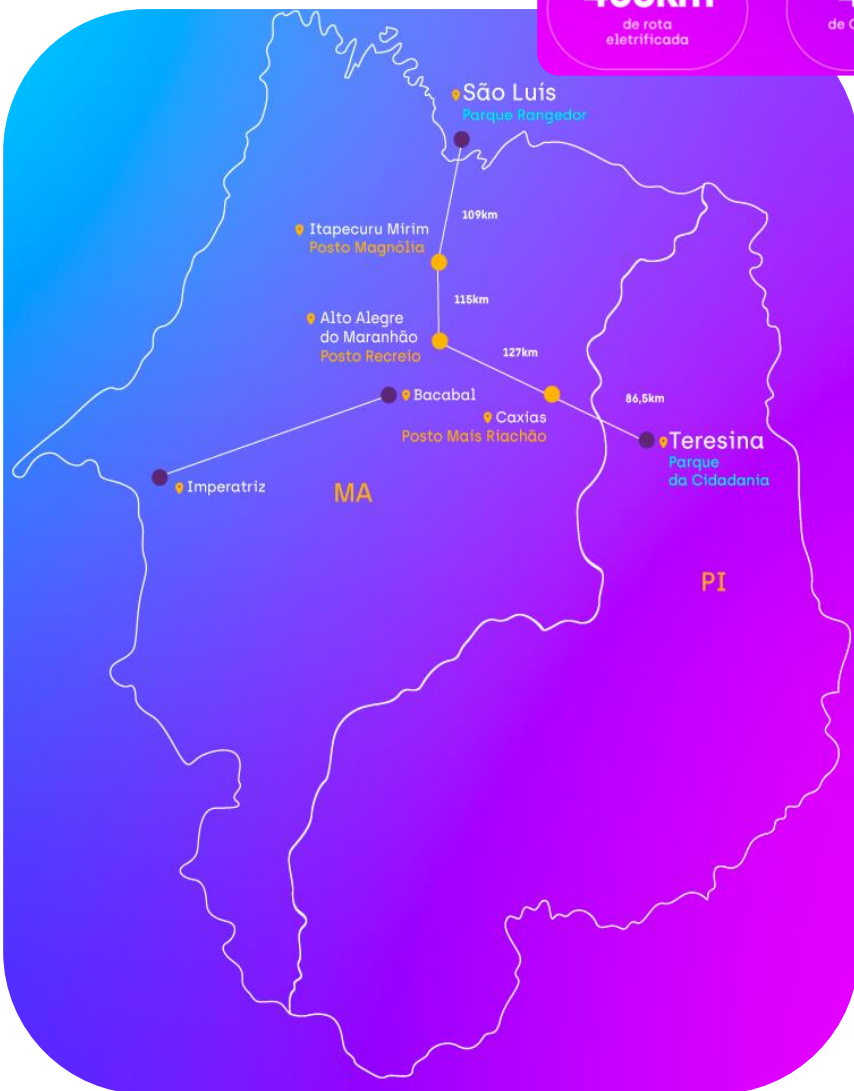 de rota
eletrificada
São Luís
Parque Rangedor
109km
Itapecuru Mirim
Posto Magnólia
115km
Alto Alegre
do Maranhão
Posto Recreio
127km
Bacabal
86,5km
Caxias
Posto Mais Riachão
Teresina
Parque
da Cidadania
Imperatriz
MA
PI